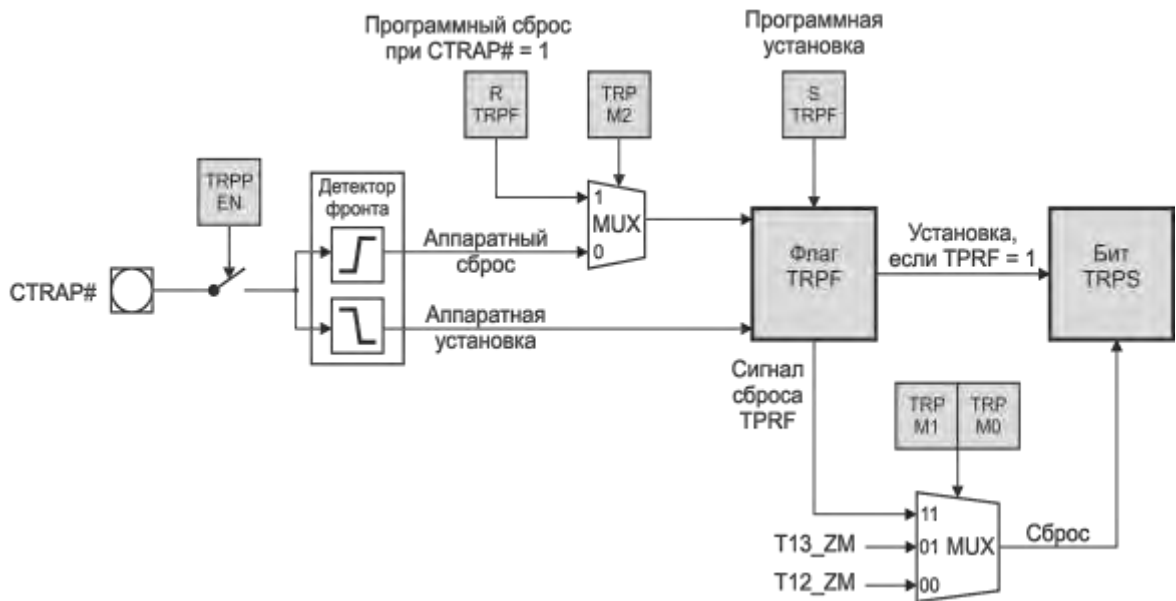 Программный сброс
при CTRAP# = 1
Программная
установка
R
TRPF
TRP
M2
S
TRPF
TRPP
EN
Детектор
фронта
1
MUX
0
Аппаратный
сброс
Флаг
TRPF
Установка,
если TPRF = 1
Бит
TRPS
CTRAP#
Аппаратная
установка
Сигнал
сброса
TPRF
TRP
M1
TRP
M0
11
T13_ZM
01 MUX
Сброс
T12_ZM
00